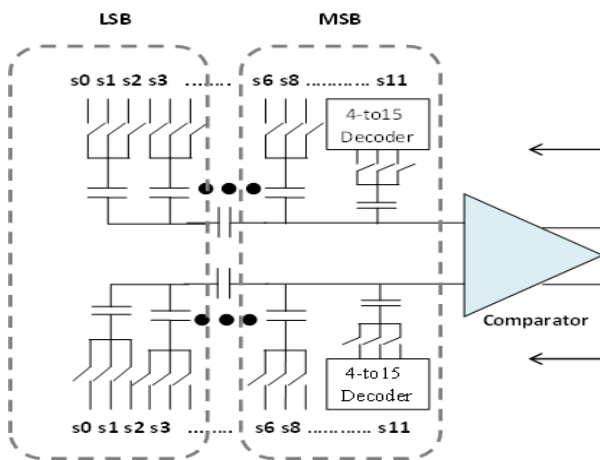 LSB MSB
s0 s1 s2 s3 ........ s6 s8 ............ s11
4-to15
Decoder
Comparator
4-to15
Decoder
s0 s1 s2 s3 ........ s6 s8 ............ s11